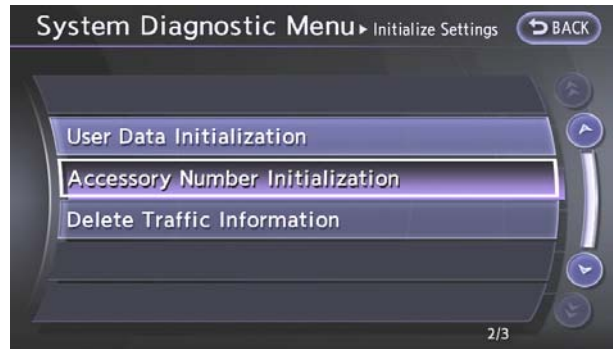 System Diagnostic Menu ▸ Initialize Settings BACK
User Data Initialization
Accessory Number Initialization
Delete Traffic Information
2/3